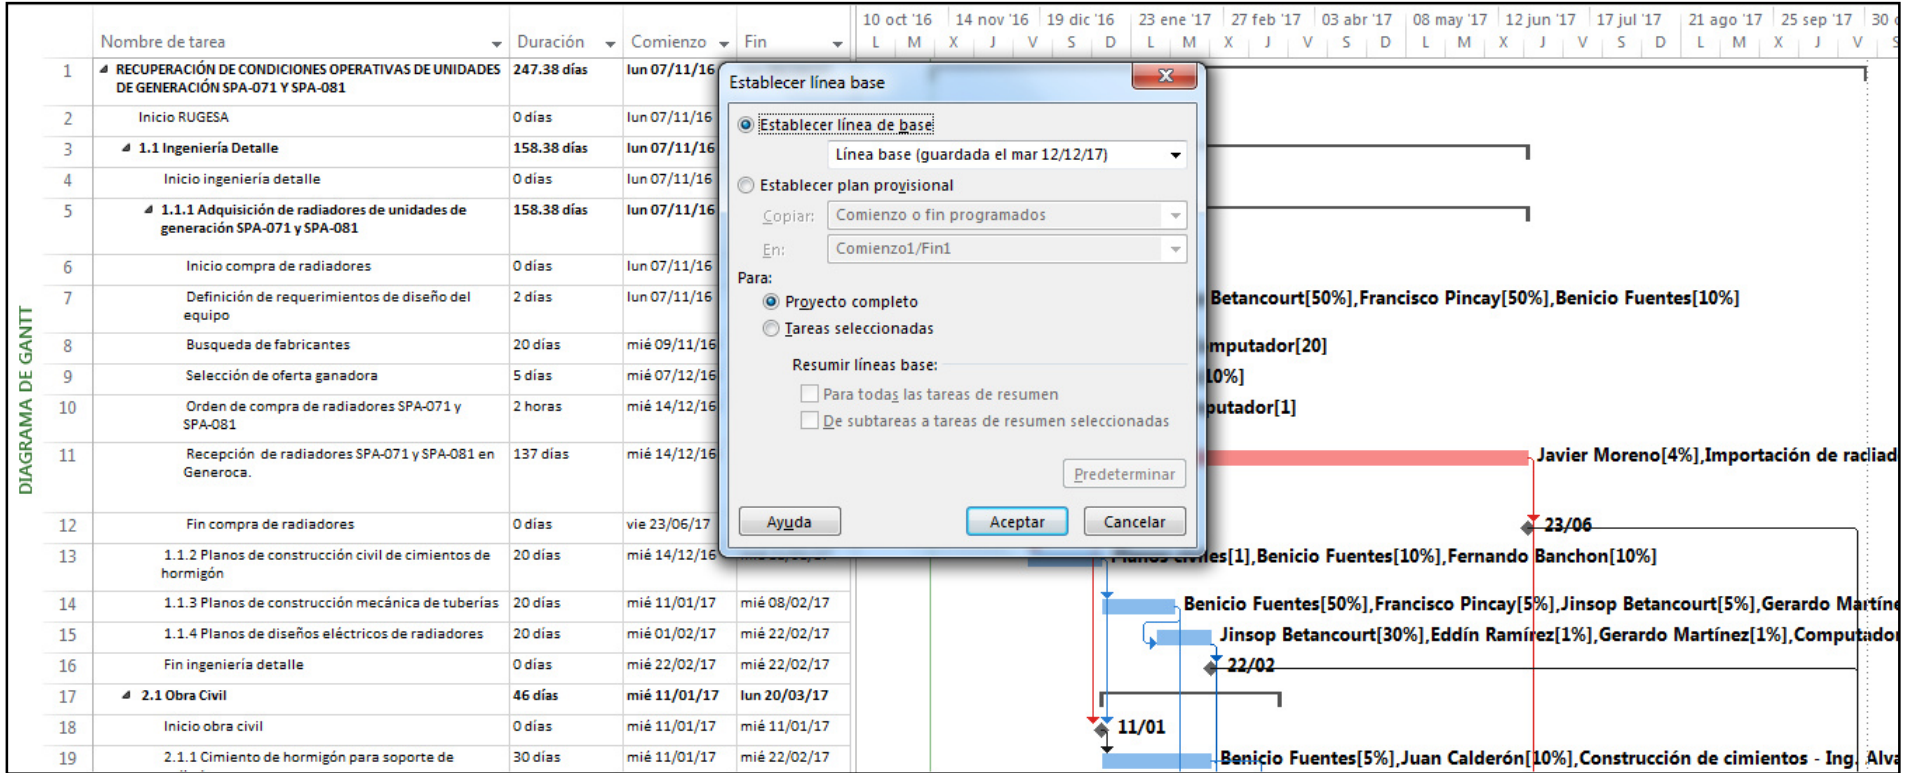 10 oct '16 14 nov '16 19 dic '16 23 ene '17 27 feb '17 03 abr '17 08 may '17 12 jun '17 17 jul '17 21 ago '17 25 sep '17 30
Nombre de tarea Duración Comienzo Fin L M X J V S D L M X J V S D L M X J V S D L M X J V S
1 RECUPERACIÓN DE CONDICIONES OPERATIVAS DE UNIDADES 247.38 días lun 07/11/16
DE GENERACIÓN SPA-071 Y SPA-081
2 Inicio RUGESA 0 días lun 07/11/16
3 1.1 Ingeniería Detalle 158.38 días lun 07/11/16
4 Inicio ingeniería detalle 0 días lun 07/11/16
5 1.1.1 Adquisición de radiadores de unidades de 158.38 días lun 07/11/16
generación SPA-071 y SPA-081
6 Inicio compra de radiadores 0 días lun 07/11/16
7 Definición de requerimientos de diseño del 2 días lun 07/11/16 Betancourt[50%],Francisco Pincay[50%],Benicio Fuentes[10%]
equipo
8 Busqueda de fabricantes 20 días mié 09/11/16 mputador[20]
9 Selección de oferta ganadora 5 días mié 07/12/16 10%]
10 Orden de compra de radiadores SPA-071 y 2 horas mié 14/12/16 putador[1]
SPA-081
11 Recepción de radiadores SPA-071 y SPA-081 en 137 días mié 14/12/16 Javier Moreno[4%],Importación de radiad
Generoca.
12 Fin compra de radiadores 0 días vie 23/06/17 23/06
13 1.1.2 Planos de construcción civil de cimientos de 20 días mié 14/12/16 Planos civiles[1],Benicio Fuentes[10%],Fernando Banchon[10%]
hormigón
14 1.1.3 Planos de construcción mecánica de tuberías 20 días mié 11/01/17 mié 08/02/17 Benicio Fuentes[50%],Francisco Pincay[5%],Jinsop Betancourt[5%],Gerardo Martíne
15 1.1.4 Planos de diseños eléctricos de radiadores 20 días mié 01/02/17 mié 22/02/17 Jinsop Betancourt[30%],Eddín Ramírez[1%],Gerardo Martínez[1%],Computador
16 Fin ingeniería detalle 0 días mié 22/02/17 mié 22/02/17 22/02
17 2.1 Obra Civil 46 días mié 11/01/17 lun 20/03/17
18 Inicio obra civil 0 días mié 11/01/17 mié 11/01/17 11/01
19 2.1.1 Cimiento de hormigón para soporte de 30 días mié 11/01/17 mié 22/02/17 Benicio Fuentes[5%],Juan Calderón[10%],Construcción de cimientos - Ing. Alva
DIAGRAMA DE GANTT
Establecer línea base
Establecer línea de base
Línea base (guardada el mar 12/12/17)
Establecer plan provisional
Copiar: Comienzo o fin programados
En: Comienzo1/Fin1
Para:
Proyecto completo
Tareas seleccionadas
Resumir líneas base:
Para todas las tareas de resumen
De subtareas a tareas de resumen seleccionadas
Predeterminar
Ayuda Aceptar Cancelar